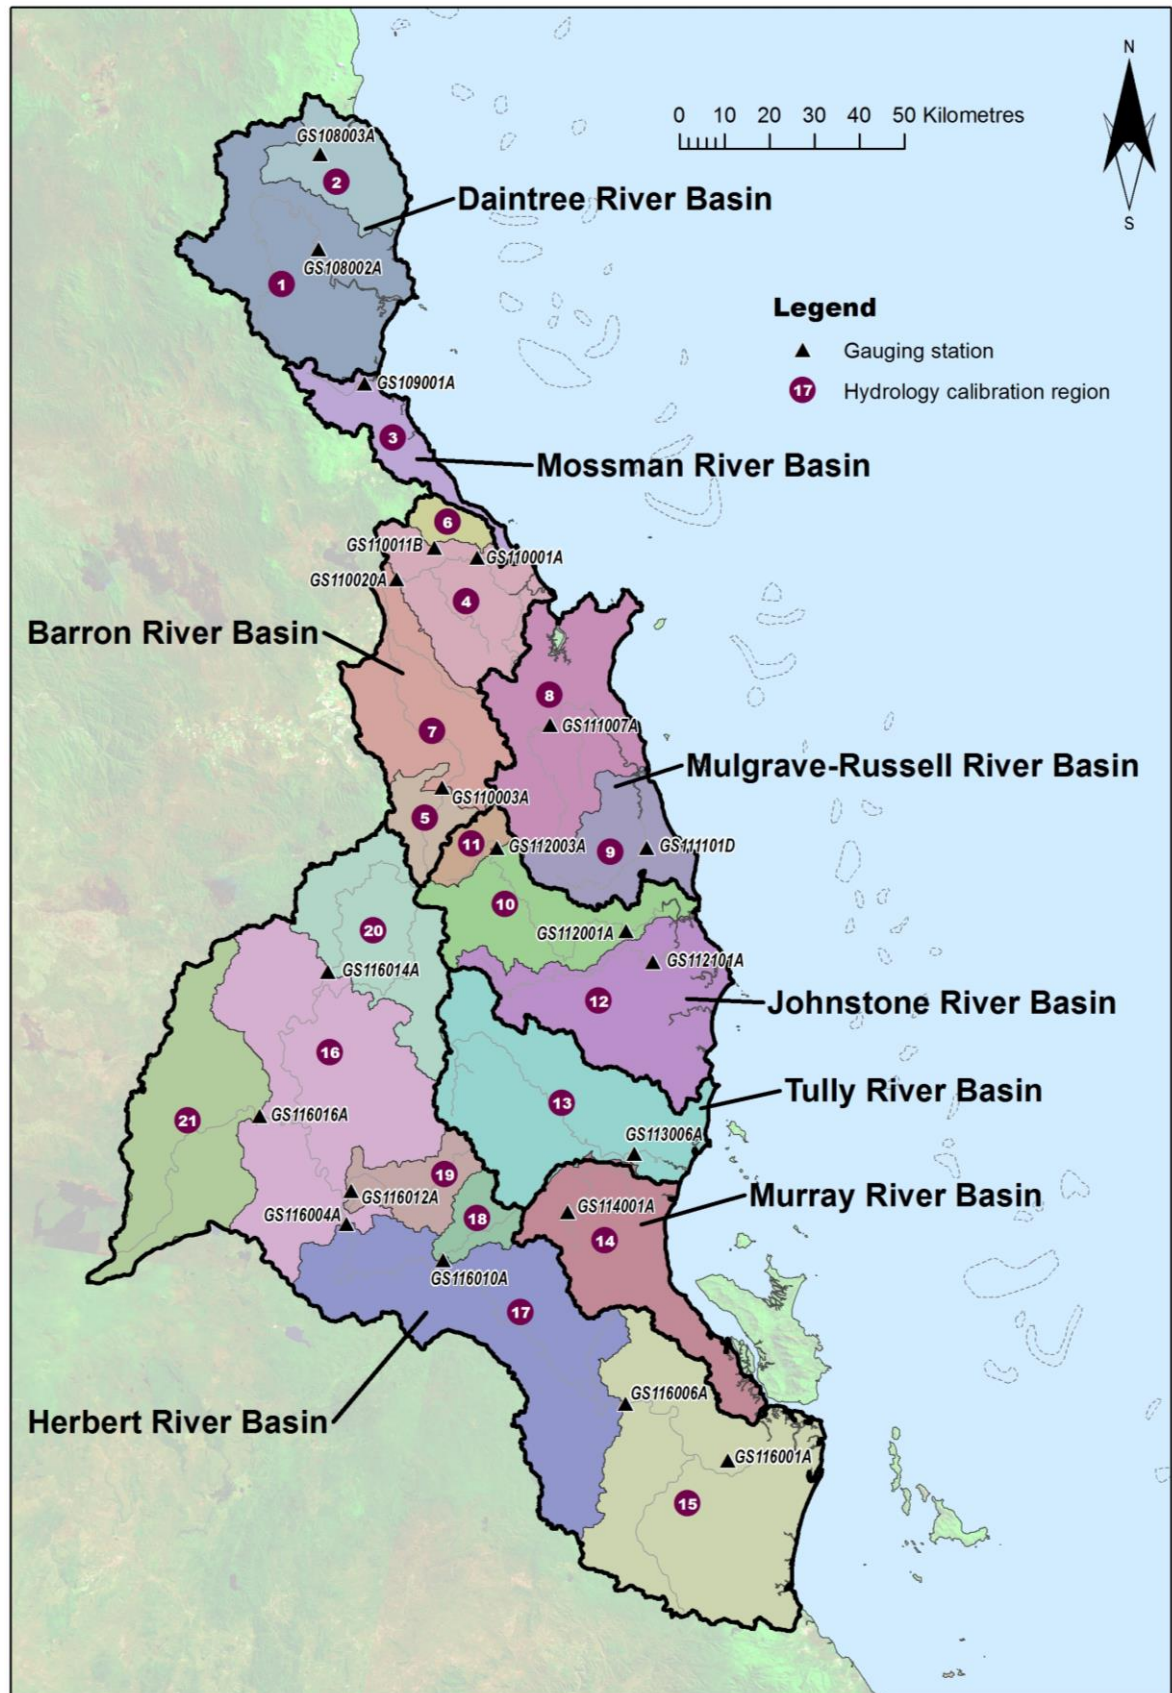 N
0 10 20 30 40 50 Kilometres
S
GS108003A
2
Daintree River Basin
GS108002A
1
Legend
Gauging station
17 Hydrology calibration region
GS109001A
3
Mossman River Basin
6
GS110011B
GS110001A
GS110020A
4
Barron River Basin
8
GS111007A
7
Mulgrave-Russell River Basin
GS110003A
5
11
GS112003A
9
GS111101D
10
20
GS112001A
GS112101A
GS116014A
12
Johnstone River Basin
16
Tully River Basin
13
21
GS116016A
GS113006A
19
GS116012A
Murray River Basin
GS114001A
18
GS116004A
14
GS116010A
17
Herbert River Basin
GS116006A
GS116001A
15